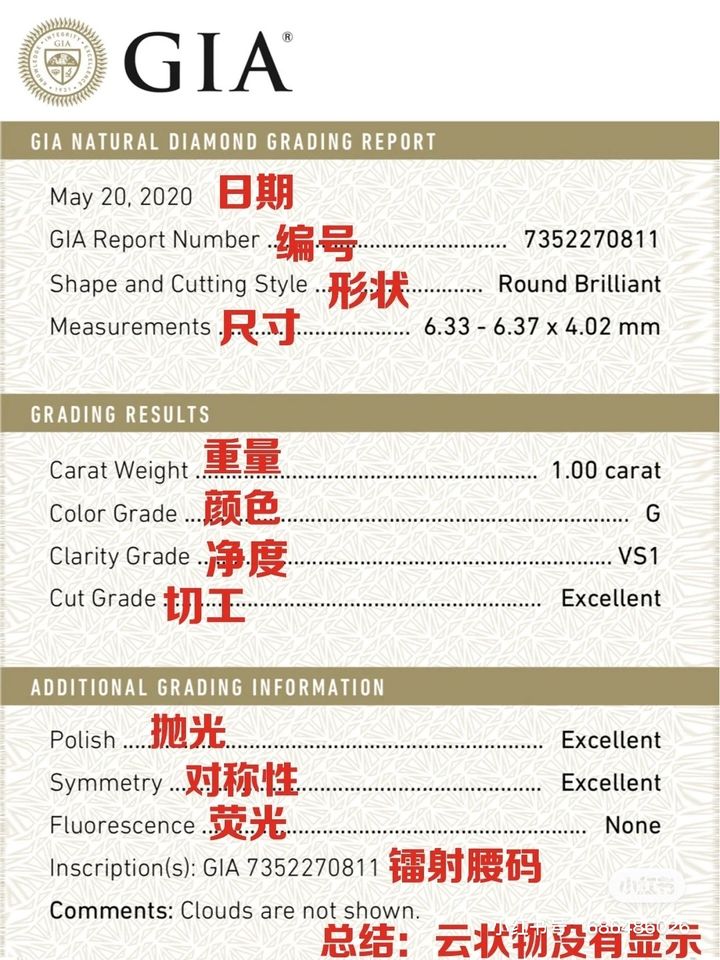 GIA®
GIA NATURAL DIAMOND GRADING REPORT
May 20, 2020 日期
GIA Report Number 编号 ........................ 7352270811
Shape and Cutting Style ... 形状 ............ Round Brilliant
Measurements 尺寸 .................. 6.33 - 6.37 x 4.02 mm
GRADING RESULTS
Carat Weight 重量 ........................................ 1.00 carat
Color Grade 颜色 ........................................ G
Clarity Grade 净度 ........................................ VS1
Cut Grade 切工 ........................................ Excellent
ADDITIONAL GRADING INFORMATION
Polish .... 抛光 ........................................ Excellent
Symmetry 对称性 ........................................ Excellent
Fluorescence 荧光 ........................................ None
Inscription(s): GIA 7352270811 镭射腰码
小红书
Comments: Clouds are not shown.
总结：云状物没有显示